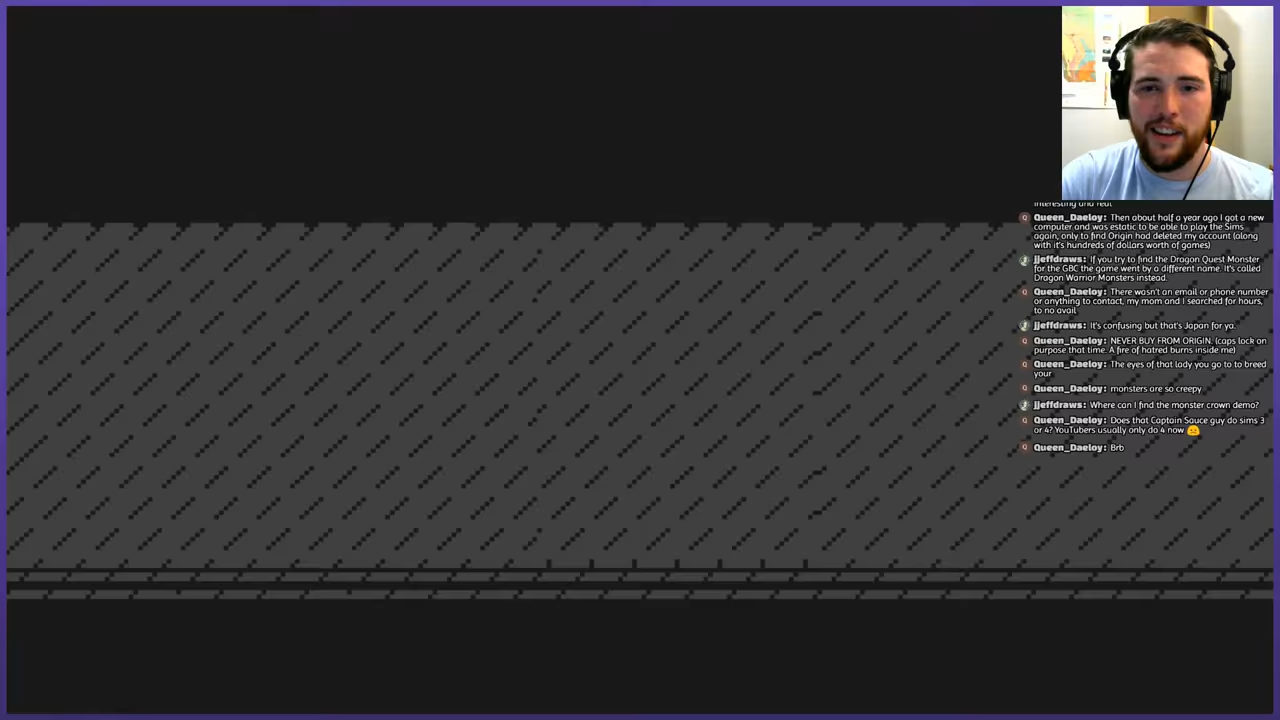 interesting and real
Queen_Daeloy: Then about half a year ago I got a new
computer and was estatic to be able to play the Sims
again, only to find Origin had deleted my account (along
with it's hundreds of dollars worth of games)
jjeffdraws: If you try to find the Dragon Quest Monster
for the GBC the game went by a different name. It's called
Dragon Warrior Monsters instead.
Queen_Daeloy: There wasn't an email or phone number
or anything to contact, my mom and I searched for hours,
to no avail
jjeffdraws: It's confusing but that's Japan for ya.
Queen_Daeloy: NEVER BUY FROM ORIGIN. (caps lock on
purpose that time. A fire of hatred burns inside me)
Queen_Daeloy: The eyes of that lady you go to to breed
your
Queen_Daeloy: monsters are so creepy
jjeffdraws: Where can I find the monster crown demo?
Queen_Daeloy: Does that Captain Sauce guy do sims 3
or 4? YouTubers usually only do 4 now
Queen_Daeloy: Brb